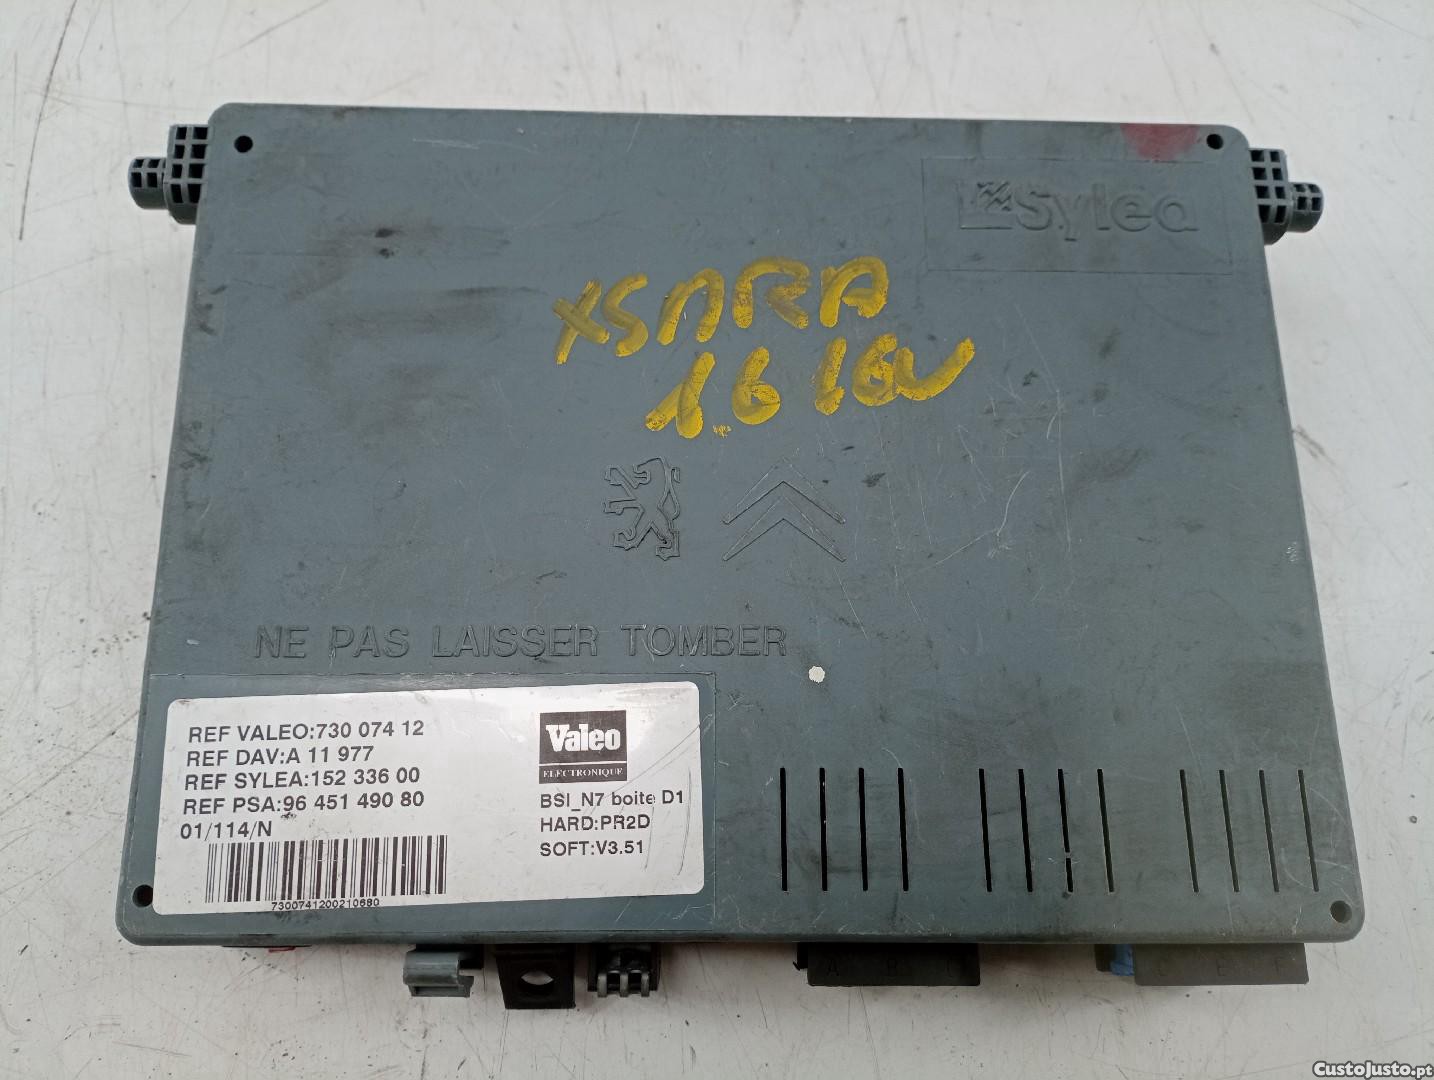 Sylea
XSARA
1.6 16V
NE PAS LAISSER TOMBER
REF VALEO:730 074 12
REF DAV:A 11 977
REF SYLEA:152 336 00
REF PSA:96 451 490 80
01/114/N
7300741200210680
Valeo
ELECTRONIQUE
BSI_N7 boite D1
HARD:PR2D
SOFT:V3.51
A B C
E F
CustoJusto.pt